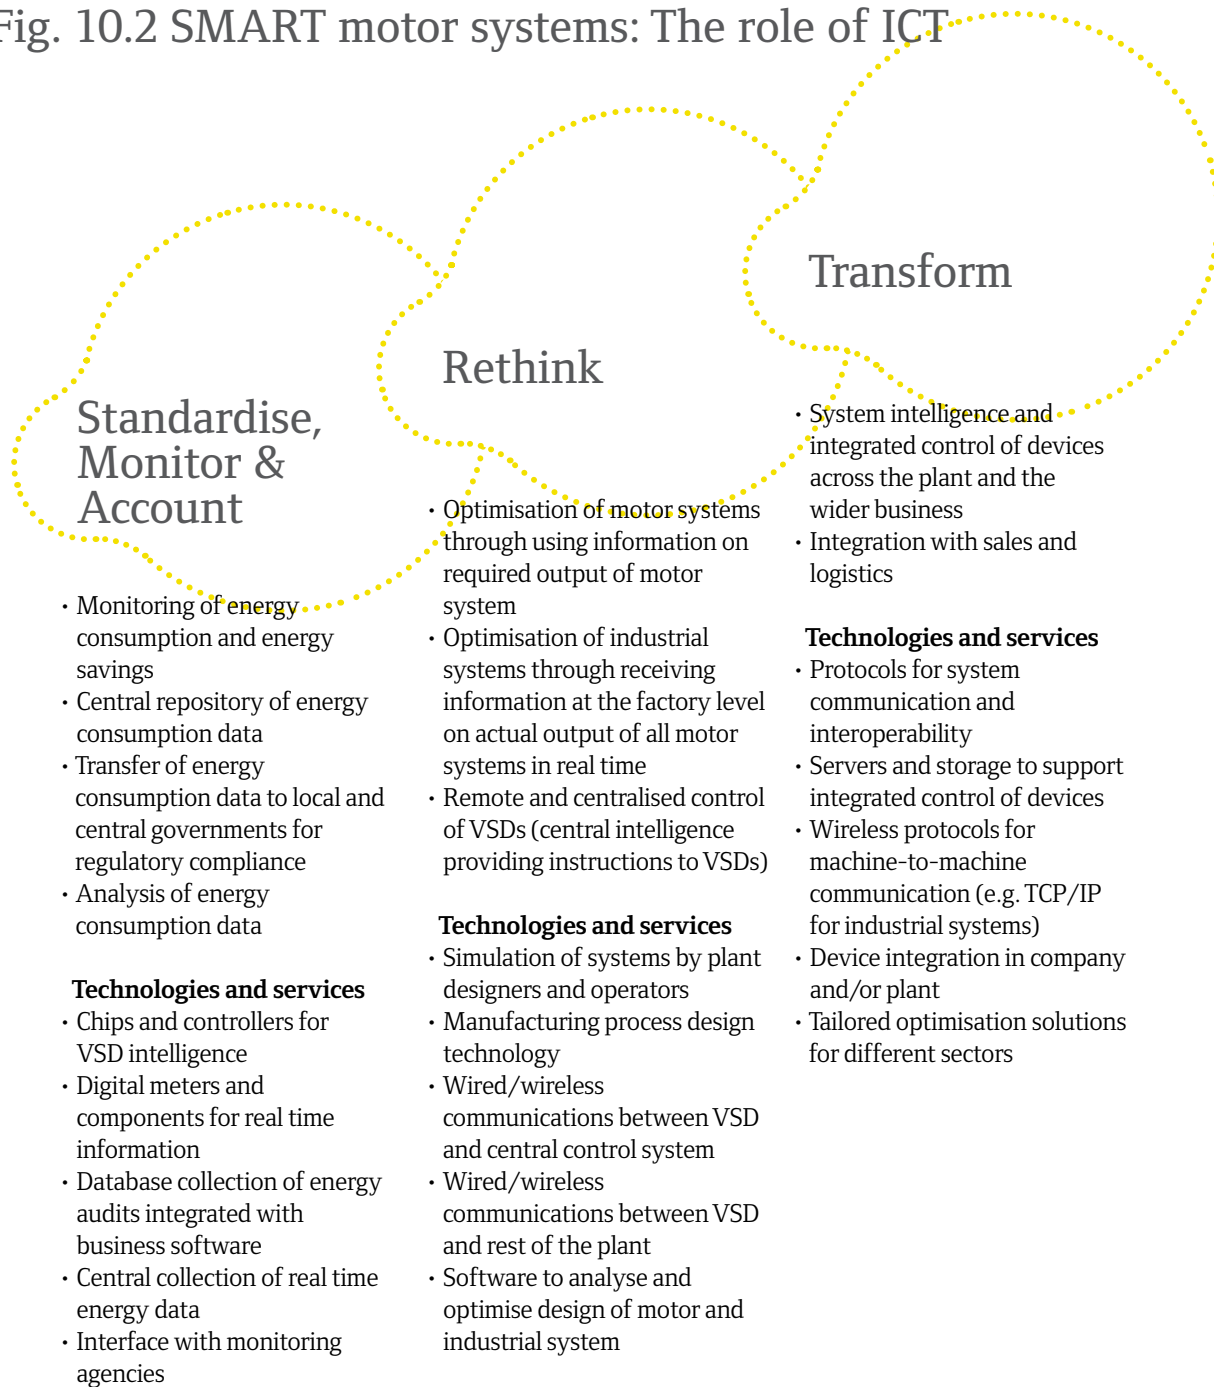 Fig. 10.2 SMART motor systems: The role of ICT
Standardise,
Monitor &
Account
· Monitoring of energy
consumption and energy
savings
· Central repository of energy
consumption data
· Transfer of energy
consumption data to local and
central governments for
regulatory compliance
· Analysis of energy
consumption data
Technologies and services
· Chips and controllers for
VSD intelligence
· Digital meters and
components for real time
information
· Database collection of energy
audits integrated with
business software
· Central collection of real time
energy data
· Interface with monitoring
agencies
Rethink
· Optimisation of motor systems
through using information on
required output of motor
system
· Optimisation of industrial
systems through receiving
information at the factory level
on actual output of all motor
systems in real time
· Remote and centralised control
of VSDs (central intelligence
providing instructions to VSDs)
Technologies and services
· Simulation of systems by plant
designers and operators
· Manufacturing process design
technology
· Wired/wireless
communications between VSD
and central control system
· Wired/wireless
communications between VSD
and rest of the plant
· Software to analyse and
optimise design of motor and
industrial system
Transform
· System intelligence and
integrated control of devices
across the plant and the
wider business
· Integration with sales and
logistics
Technologies and services
· Protocols for system
communication and
interoperability
· Servers and storage to support
integrated control of devices
· Wireless protocols for
machine-to-machine
communication (e.g. TCP/IP
for industrial systems)
· Device integration in company
and/or plant
· Tailored optimisation solutions
for different sectors